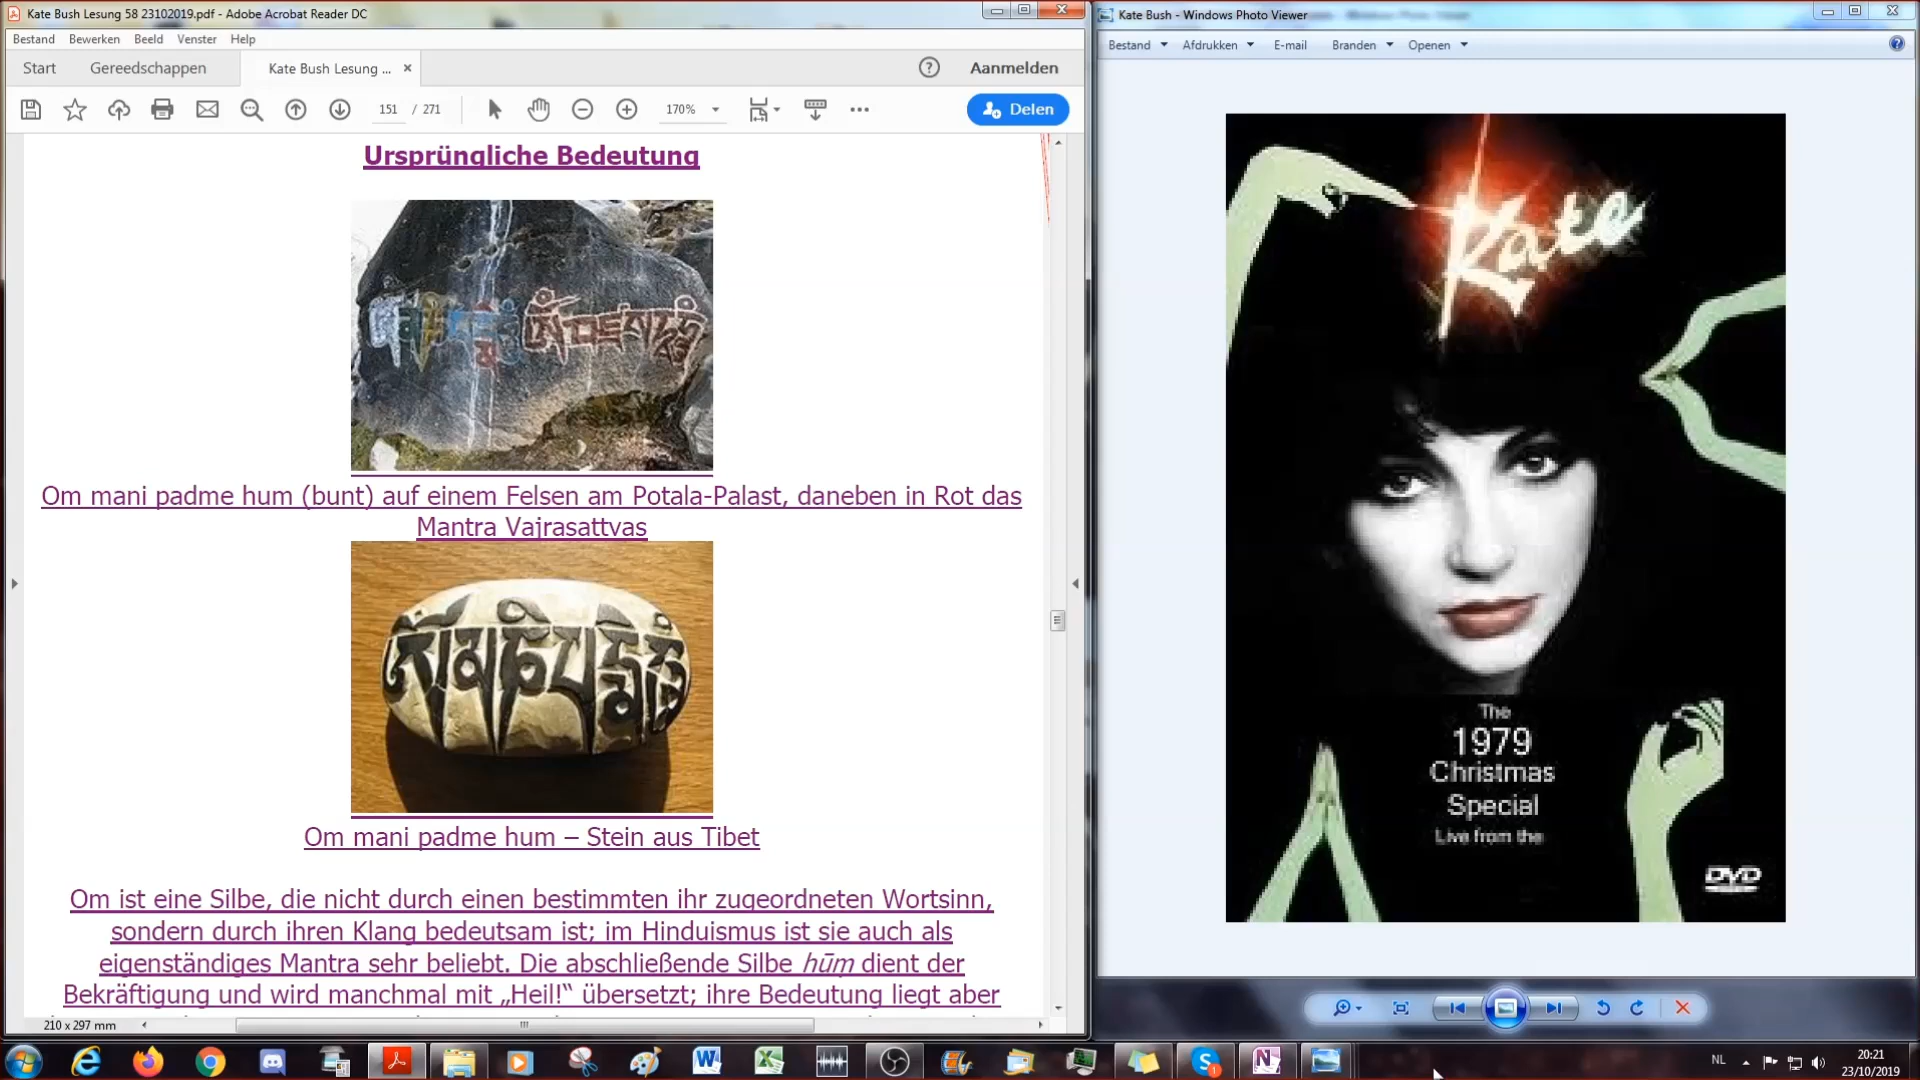 Kate Bush Lesung 58 23102019.pdf - Adobe Acrobat Reader DC
Bestand Bewerken Beeld Venster Help
Start Gereedschappen Kate Bush Lesung ... × Aanmelden
151 / 271 170% Delen
Ursprüngliche Bedeutung
Om mani padme hum (bunt) auf einem Felsen am Potala-Palast, daneben in Rot das
Mantra Vajrasattvas
Om mani padme hum – Stein aus Tibet
Om ist eine Silbe, die nicht durch einen bestimmten ihr zugeordneten Wortsinn,
sondern durch ihren Klang bedeutsam ist; im Hinduismus ist sie auch als
eigenständiges Mantra sehr beliebt. Die abschließende Silbe hūṃ dient der
Bekräftigung und wird manchmal mit „Heil!“ übersetzt; ihre Bedeutung liegt aber
210 x 297 mm
Kate Bush - Windows Photo Viewer
Bestand Afdrukken E-mail Branden Openen
Kate
The
1979
Christmas
Special
Live from the
DVD
NL
20:21
23/10/2019